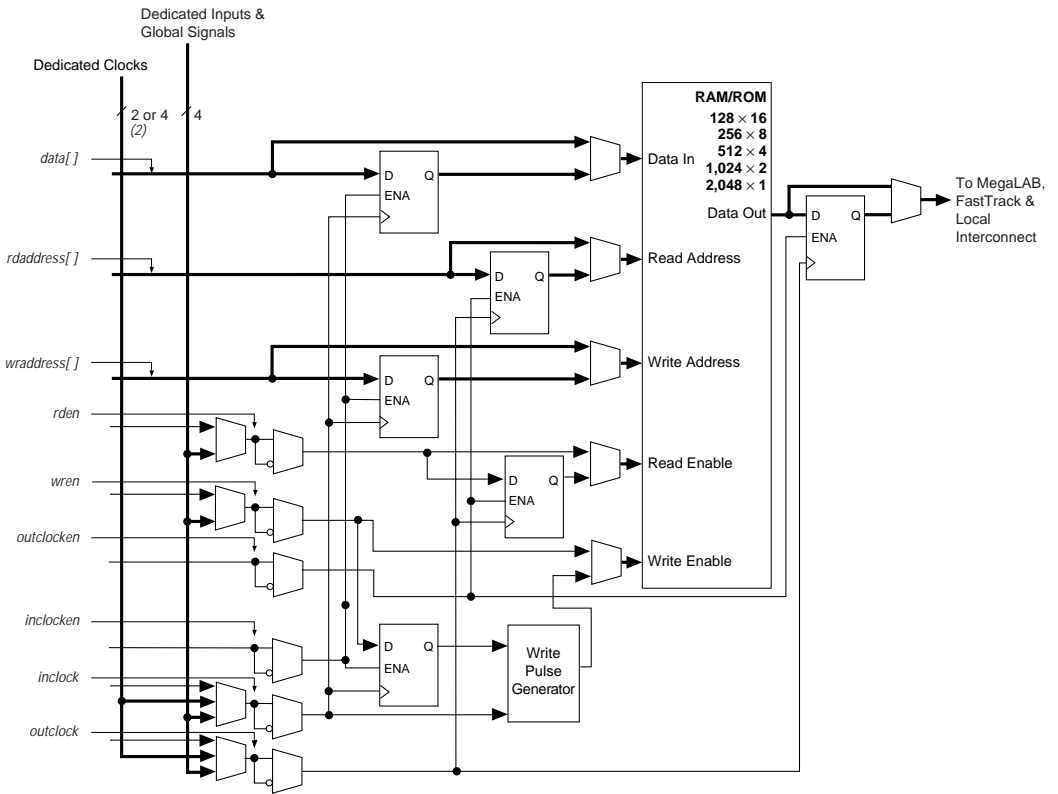 Dedicated Inputs &
Global Signals
Dedicated Clocks
2 or 4
(2)
4
RAM/ROM
128 × 16
256 × 8
512 × 4
1,024 × 2
2,048 × 1
data[ ]
D
Q
ENA
Data In
Data Out
D
Q
ENA
To MegaLAB,
FastTrack &
Local
Interconnect
rdaddress[ ]
D
Q
ENA
Read Address
wraddress[ ]
D
Q
ENA
Write Address
rden
Read Enable
wren
D
Q
ENA
outclocken
Write Enable
inclocken
D
Q
ENA
Write
Pulse
Generator
inclock
outclock